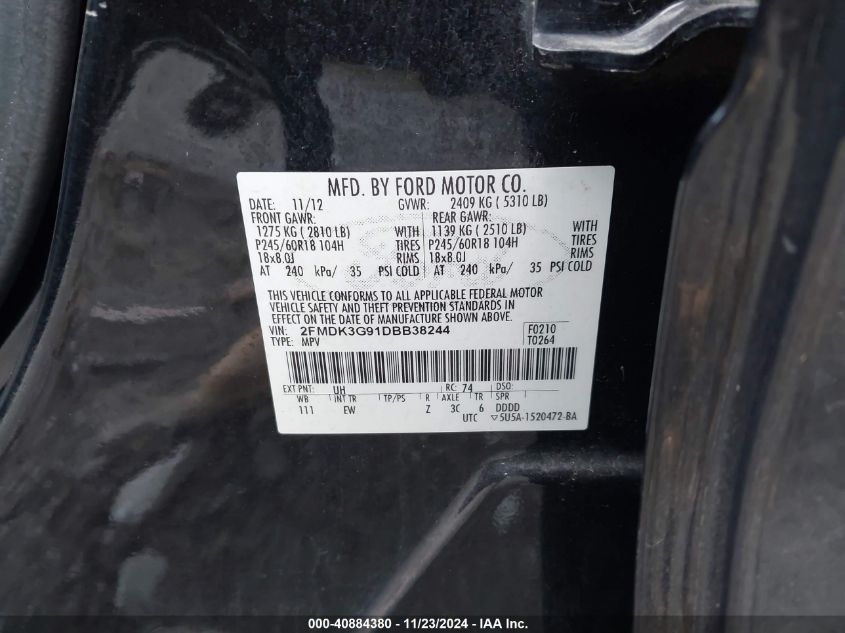 MFD. BY FORD MOTOR CO.
DATE: 11/12 GVWR: 2409 KG ( 5310 LB)
FRONT GAWR: REAR GAWR:
1275 KG ( 2810 LB) WITH 1139 KG ( 2510 LB) WITH
P245/60R18 104H TIRES P245/60R18 104H TIRES
18x8.0J RIMS 18x8.0J RIMS
AT 240 kPa/ 35 PSI COLD AT 240 kPa/ 35 PSI COLD
THIS VEHICLE CONFORMS TO ALL APPLICABLE FEDERAL MOTOR
VEHICLE SAFETY AND THEFT PREVENTION STANDARDS IN
EFFECT ON THE DATE OF MANUFACTURE SHOWN ABOVE.
VIN: 2FMDK3G91DBB38244 F0210
TYPE: MPV T0264
EXT PNT: UH RC: 74 DSO:
WB INT TR TP/PS R AXLE TR SPR
111 EW Z 3C 6 DDDD
UTC ▽5U5A-1520472-BA
000-40884380 - 11/23/2024 - IAA Inc.